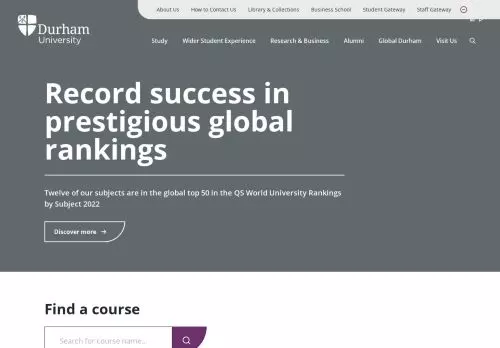 About Us How to Contact Us Library & Collections Business School Student Gateway Staff Gateway
Durham
University
Study Wider Student Experience Research & Business Alumni Global Durham Visit Us
Record success in
prestigious global
rankings
Twelve of our subjects are in the global top 50 in the QS World University Rankings
by Subject 2022
Discover more
Find a course
Search for course name...